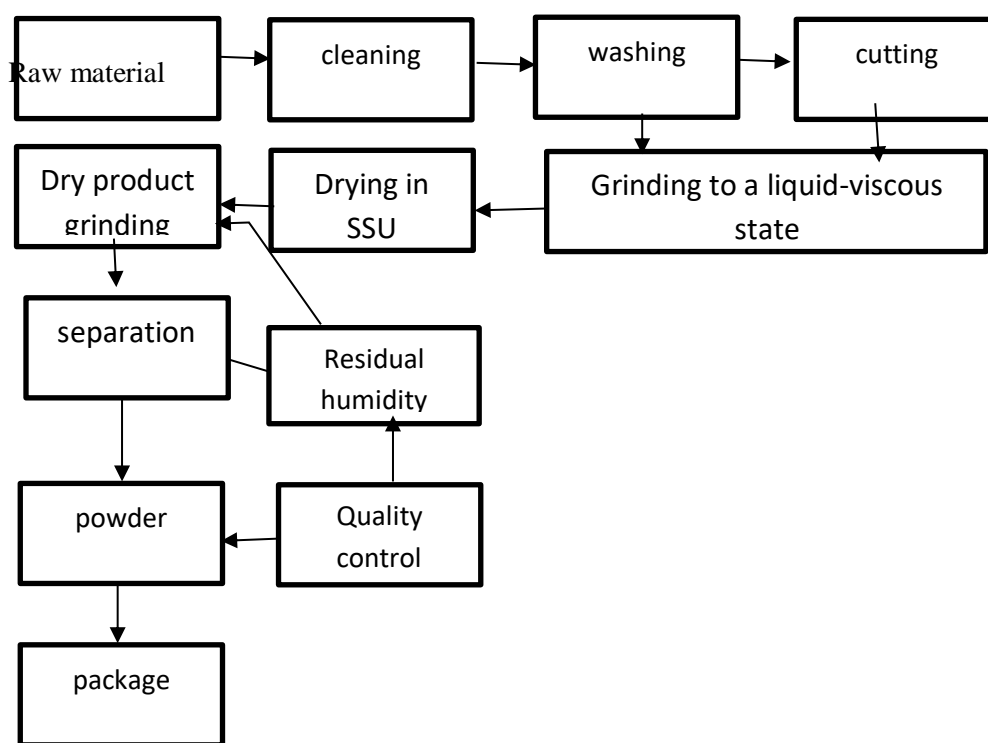 Raw material
cleaning
washing
cutting
Dry product
grinding
Drying in
SSU
Grinding to a liquid-viscous
state
separation
Residual
humidity
powder
Quality
control
package